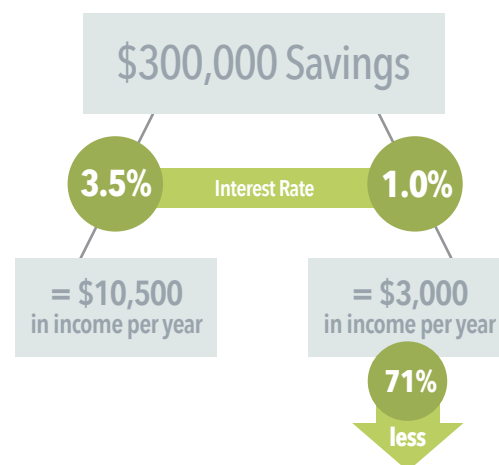 $300,000 Savings
3.5%
Interest Rate
1.0%
= $10,500
in income per year
= $3,000
in income per year
71%
less